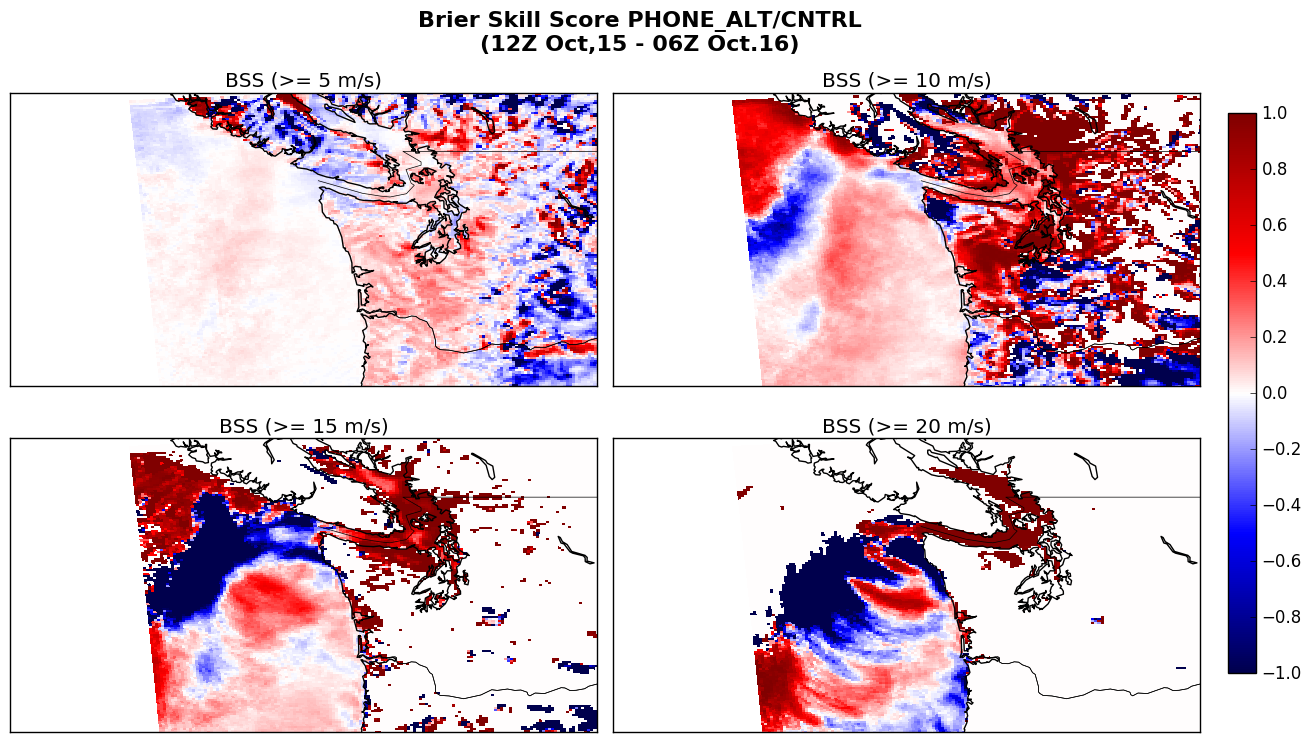 Brier Skill Score PHONE_ALT/CNTRL
(12Z Oct,15 - 06Z Oct.16)
BSS (>= 5 m/s)
BSS (>= 10 m/s)
BSS (>= 15 m/s)
BSS (>= 20 m/s)
1.0
0.8
0.6
0.4
0.2
0.0
−0.2
−0.4
−0.6
−0.8
−1.0